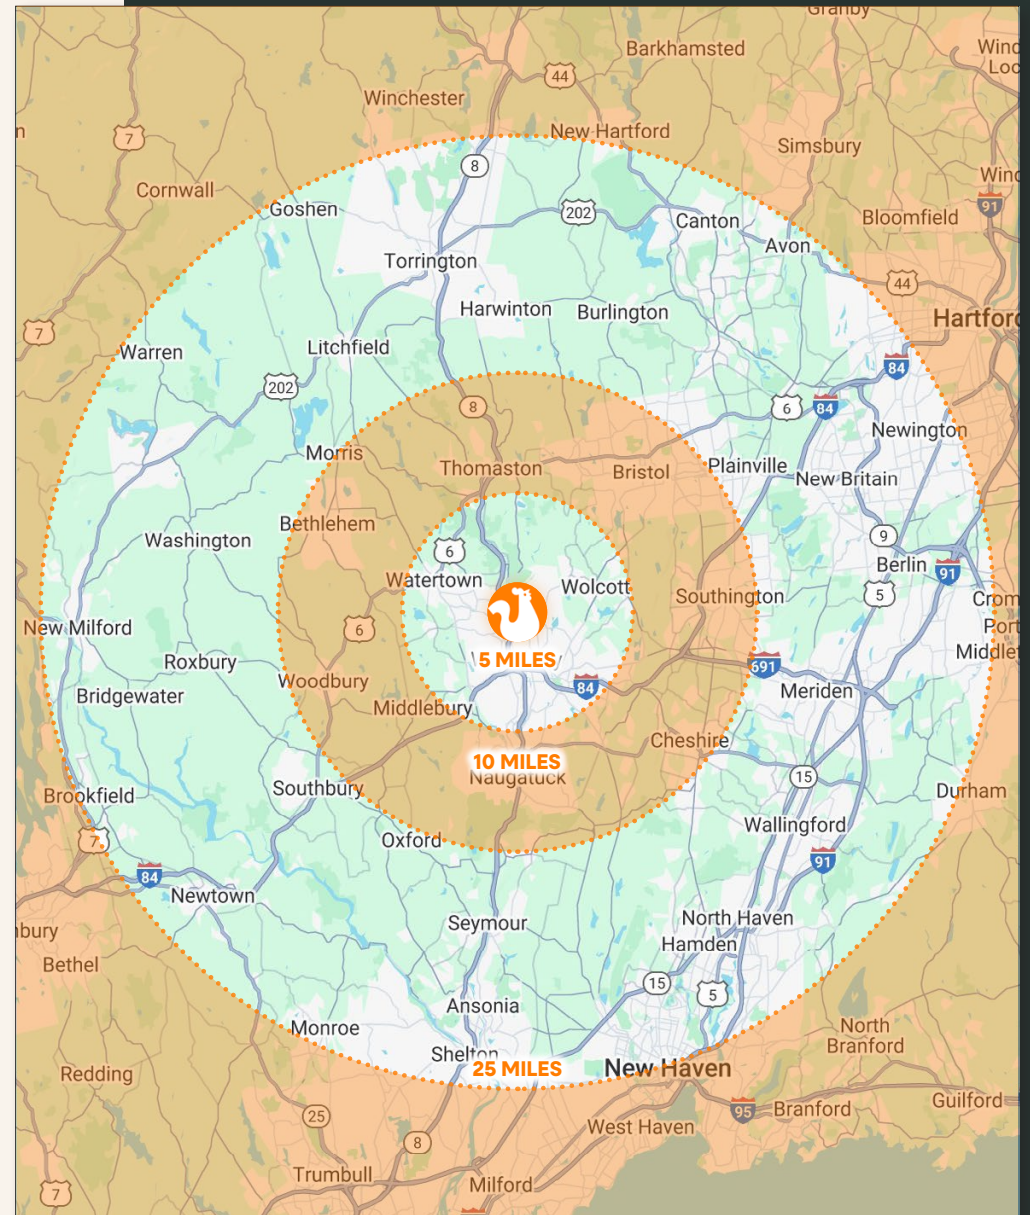 Granby
Barkhamsted
Wind
Loc
44
Winchester
New Hartford
7
Simsbury
8
Wind
Cornwall
91
Goshen
202
Canton
Bloomfield
Avon
Torrington
44
Harwinton
Burlington
Hartford
7
Warren
Litchfield
84
202
8
6
84
Newington
Morris
Thomaston
Bristol
Plainville
New Britain
Bethlehem
Washington
9
6
Berlin
91
Watertown
Wolcott
5
Southington
Crom
New Milford
6
Port
Middlet
5 MILES
Roxbury
691
Woodbury
84
Meriden
Bridgewater
Middlebury
Cheshire
10 MILES
Naugatuck
15
Southbury
Durham
Brookfield
Wallingford
7
Oxford
91
84
Newtown
Seymour
North Haven
nbury
Hamden
Bethel
15
5
Ansonia
Monroe
North
Branford
Shelton
25 MILES
New Haven
Redding
95
Branford
Guilford
25
West Haven
8
Trumbull
Milford
7